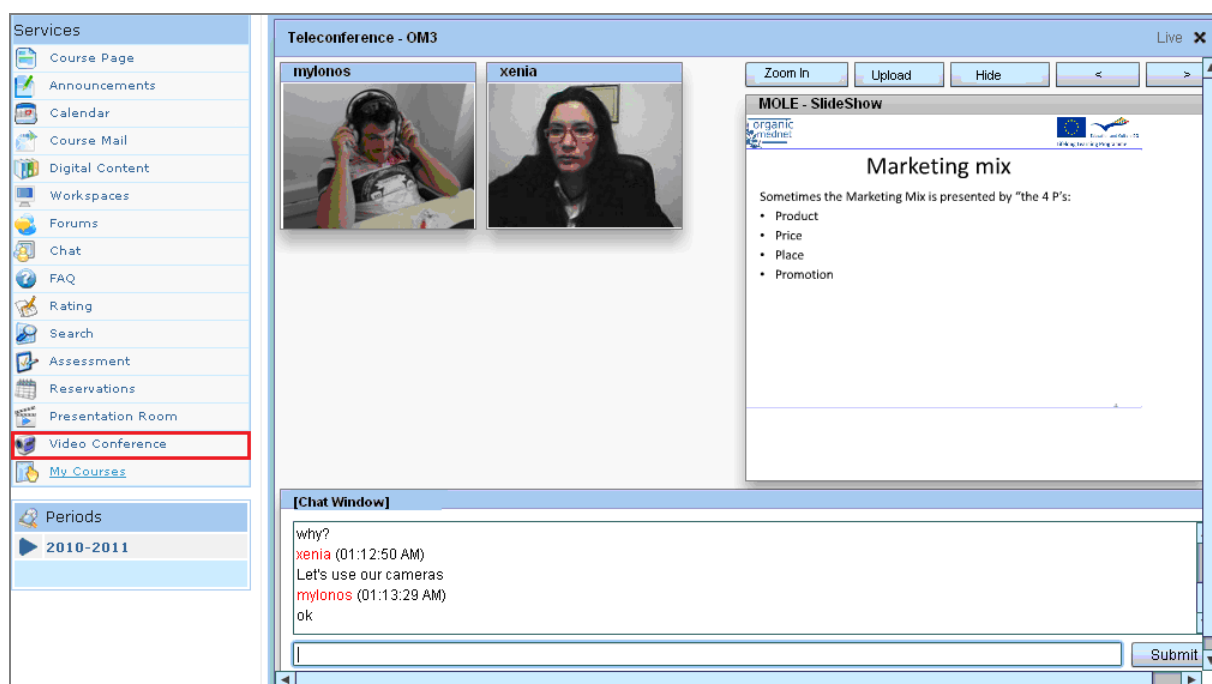 Services
Course Page
Announcements
Calendar
Course Mail
Digital Content
Workspaces
Forums
Chat
FAQ
Rating
Search
Assessment
Reservations
Presentation Room
Video Conference
My Courses
Periods
2010-2011
Teleconference - OM3
Live
mylonos
xenia
Zoom In
Upload
Hide
<
>
MOLE - SlideShow
organic
mednet
Lifelong Learning Programme
Marketing mix
Sometimes the Marketing Mix is presented by “the 4 P's:
• Product
• Price
• Place
• Promotion
[Chat Window]
why?
xenia (01:12:50 AM)
Let's use our cameras
mylonos (01:13:29 AM)
ok
Submit